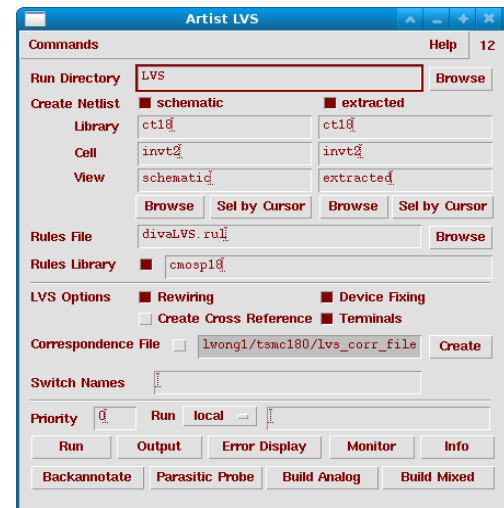 Artist LVS
Commands Help 12
Run Directory LVS Browse
Create Netlist schematic extracted
Library ct18 ct18
Cell invt2 invt2
View schematic extracted
Browse Sel by Cursor Browse Sel by Cursor
Rules File divaLVS.rul Browse
Rules Library cmosp18
LVS Options Rewiring Device Fixing
Create Cross Reference Terminals
Correspondence File lwong1/tsmc180/lvs_corr_file Create
Switch Names
Priority 0 Run local
Run Output Error Display Monitor Info
Backannotate Parasitic Probe Build Analog Build Mixed